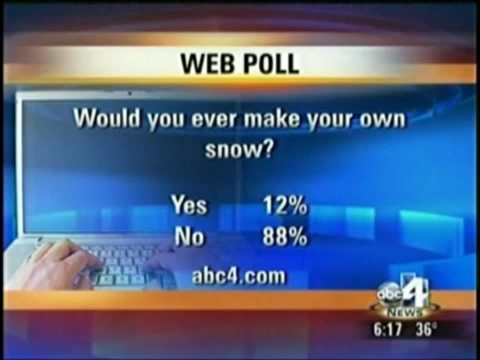 WEB POLL
Would you ever make your own
snow?
Yes 12%
No 88%
abc4.com
abc 4
NEWS
6:17 36°